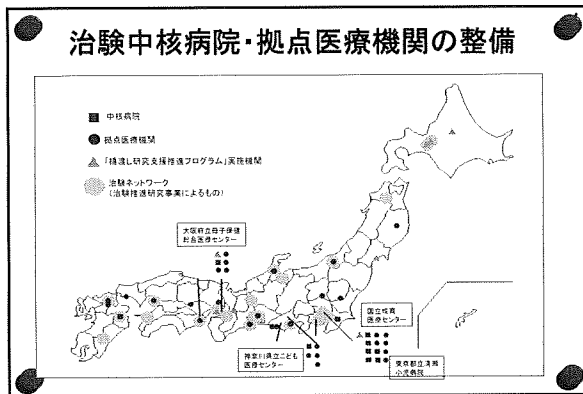 治験中核病院・拠点医療機関の整備
中核病院
拠点医療機関
「橋渡し研究支援推進プログラム」実施機関
治験ネットワーク
(治験推進研究事業によるもの)
大阪府立母子保健
総合医療センター
国立成育
医療センター
神奈川県立こども
医療センター
東京都立清瀬
小児病院